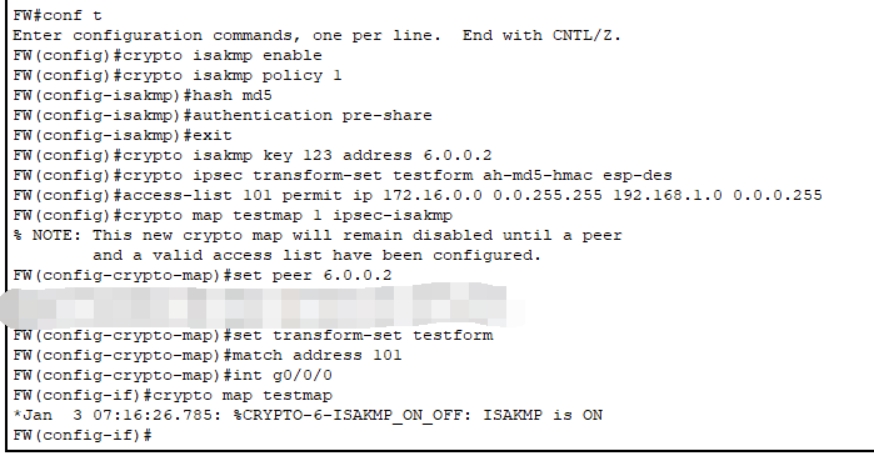 FW#conf t
Enter configuration commands, one per line.  End with CNTL/Z.
FW(config)#crypto isakmp enable
FW(config)#crypto isakmp policy 1
FW(config-isakmp)#hash md5
FW(config-isakmp)#authentication pre-share
FW(config-isakmp)#exit
FW(config)#crypto isakmp key 123 address 6.0.0.2
FW(config)#crypto ipsec transform-set testform ah-md5-hmac esp-des
FW(config)#access-list 101 permit ip 172.16.0.0 0.0.255.255 192.168.1.0 0.0.0.255
FW(config)#crypto map testmap 1 ipsec-isakmp
% NOTE: This new crypto map will remain disabled until a peer
        and a valid access list have been configured.
FW(config-crypto-map)#set peer 6.0.0.2
FW(config-crypto-map)#set transform-set testform
FW(config-crypto-map)#match address 101
FW(config-crypto-map)#int g0/0/0
FW(config-if)#crypto map testmap
*Jan  3 07:16:26.785: %CRYPTO-6-ISAKMP_ON_OFF: ISAKMP is ON
FW(config-if)#